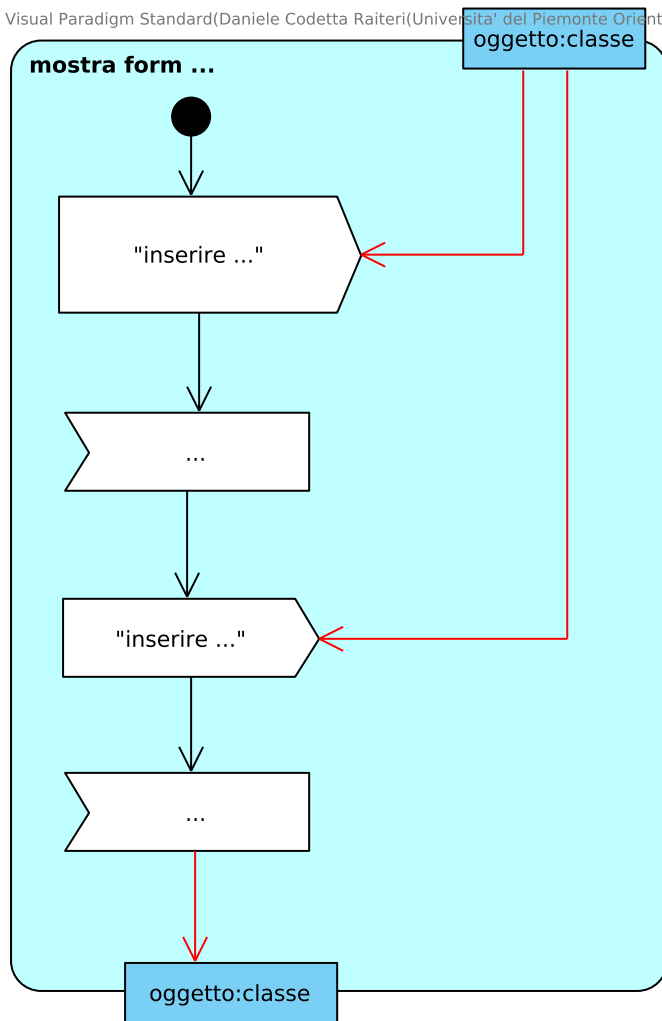 Visual Paradigm Standard(Daniele Codetta Raiteri(Universita' del Piemonte Orient
oggetto:classe
mostra form ...
"inserire ..."
...
"inserire ..."
...
oggetto:classe